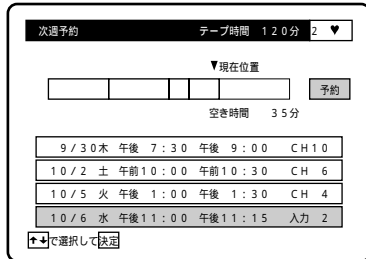 次週予約 テープ時間 120分 2 ♥
▼現在位置
予約
空き時間 35分
9/30木 午後 7:30 午後 9:00 CH10
10/2 土 午前10:00 午前10:30 CH 6
10/5 火 午後 1:00 午後 1:30 CH 4
10/6 水 午後11:00 午後11:15 入力 2
↑↓で選択して決定